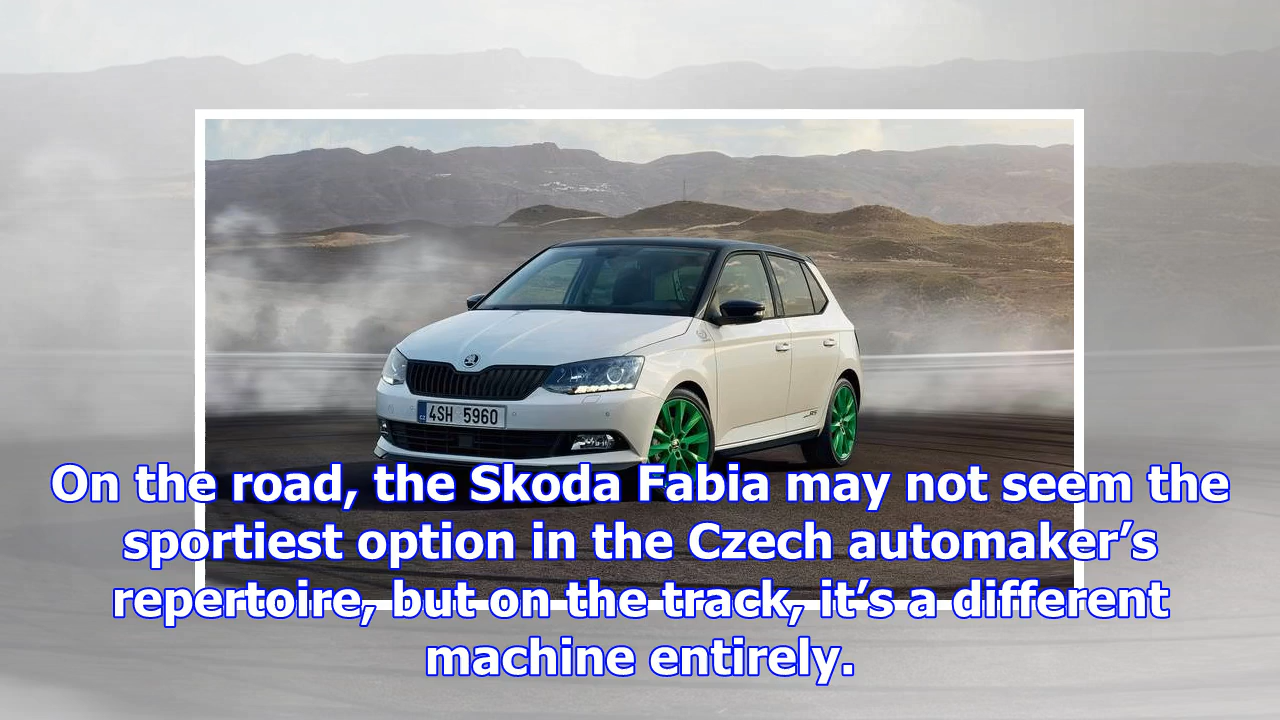 4SH 5960
On the road, the Skoda Fabia may not seem the
sportiest option in the Czech automaker’s
repertoire, but on the track, it’s a different
machine entirely.